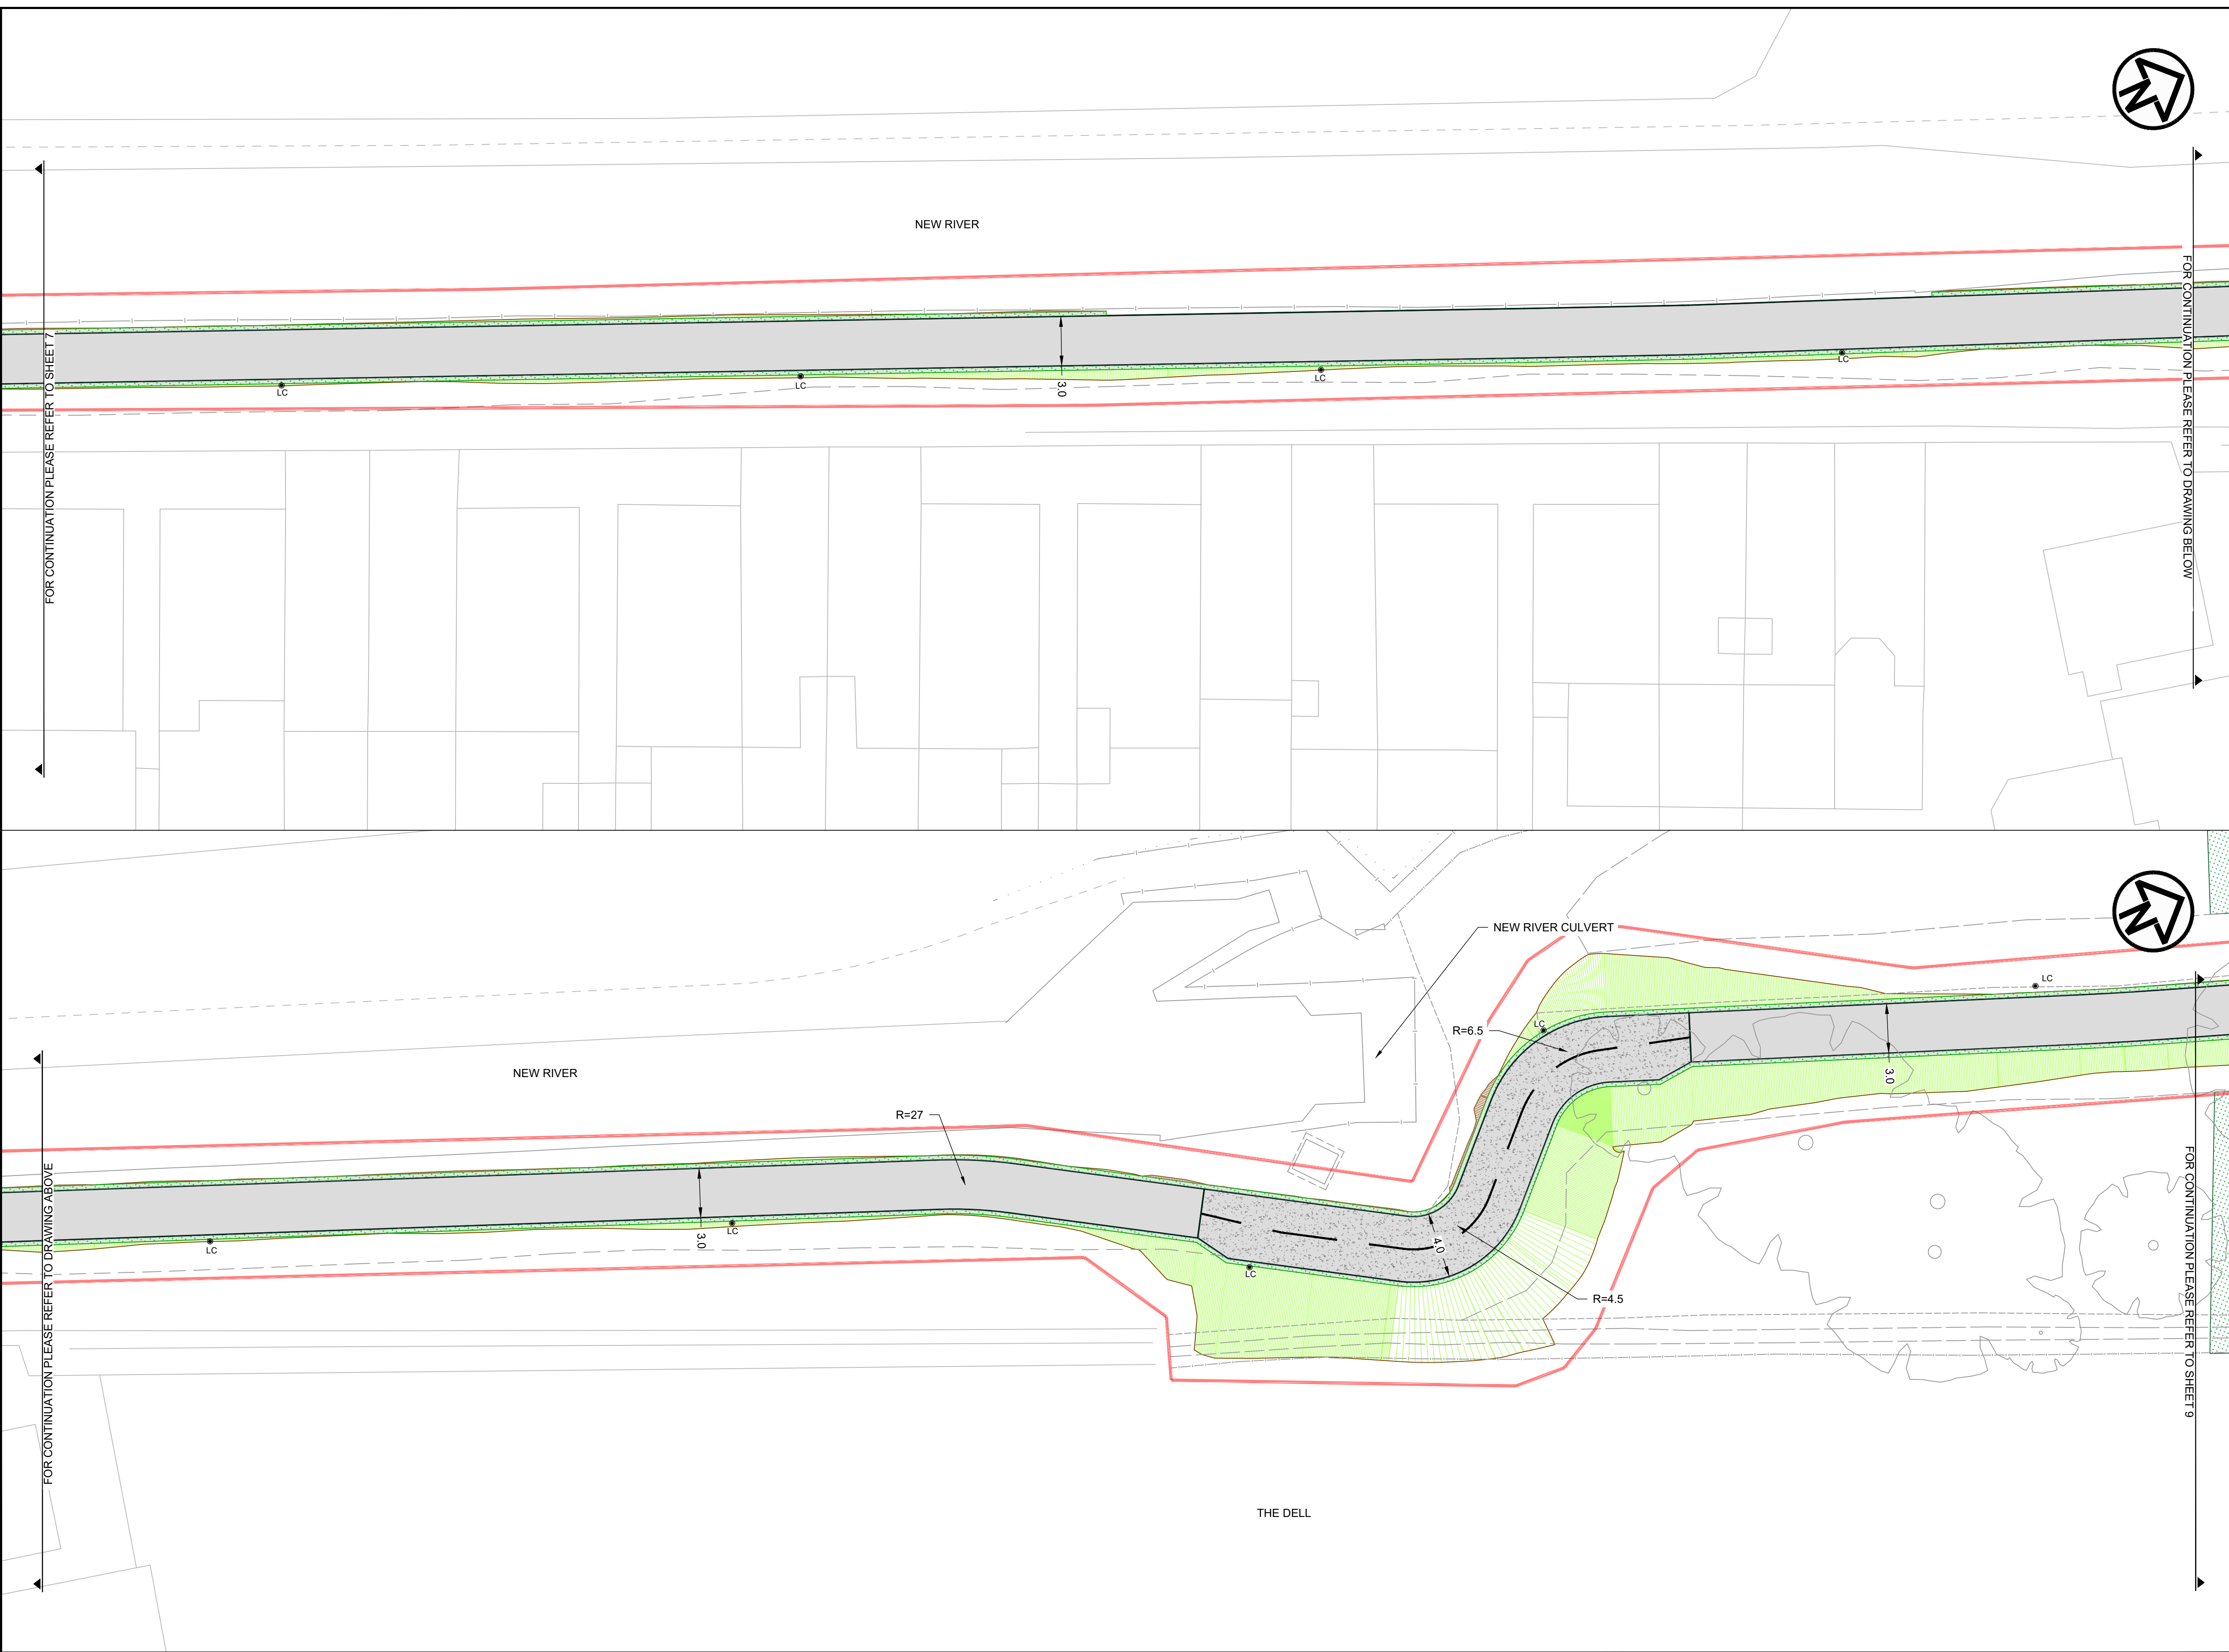 N
NEW RIVER
FOR CONTINUATION PLEASE REFER TO SHEET 7
FOR CONTINUATION PLEASE REFER TO DRAWING BELOW
LC
LC
LC
LC
3.0
N
NEW RIVER CULVERT
LC
LC
R=6.5
NEW RIVER
3.0
R=27
FOR CONTINUATION PLEASE REFER TO DRAWING ABOVE
FOR CONTINUATION PLEASE REFER TO SHEET 9
LC
3.0
LC
4.0
LC
R=4.5
THE DELL